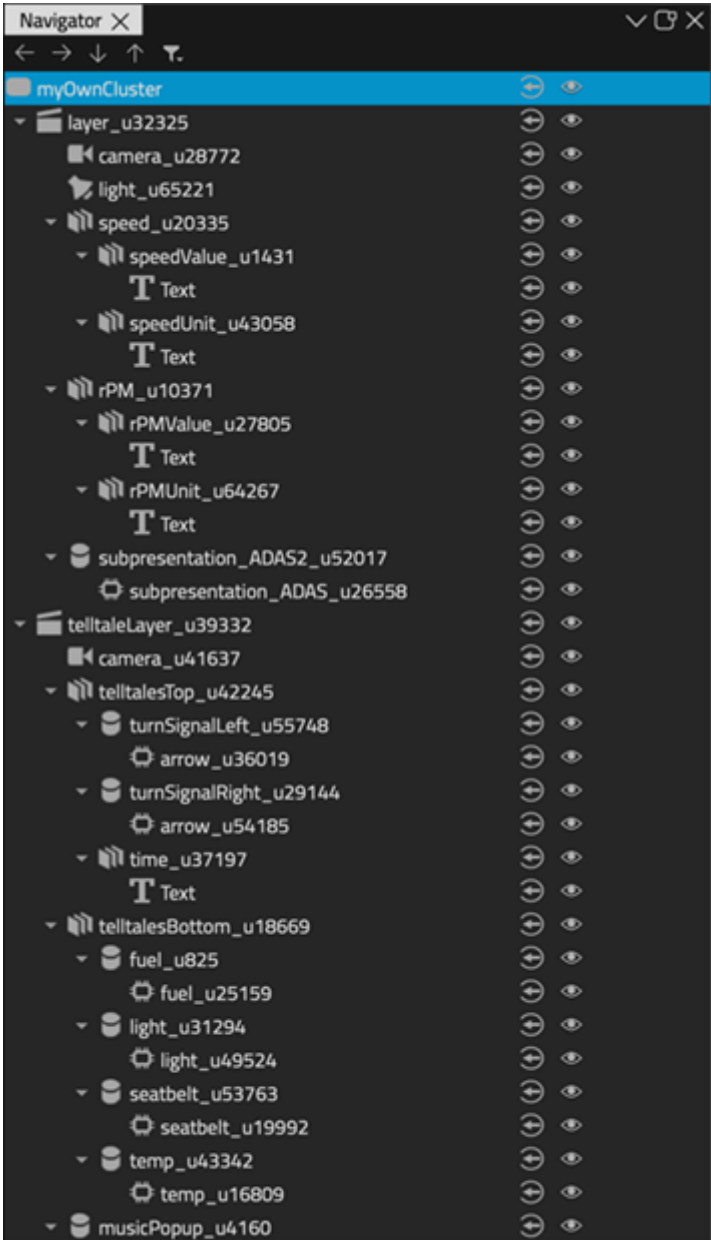 Navigator
myOwnCluster
layer_u32325
camera_u28772
light_u65221
speed_u20335
speedValue_u1431
Text
speedUnit_u43058
Text
rPM_u10371
rPMValue_u27805
Text
rPMUnit_u64267
Text
subpresentation_ADAS2_u52017
subpresentation_ADAS_u26558
telltaleLayer_u39332
camera_u41637
telltalesTop_u42245
turnSignalLeft_u55748
arrow_u36019
turnSignalRight_u29144
arrow_u54185
time_u37197
Text
telltalesBottom_u18669
fuel_u825
fuel_u25159
light_u31294
light_u49524
seatbelt_u53763
seatbelt_u19992
temp_u43342
temp_u16809
musicPopup_u4160